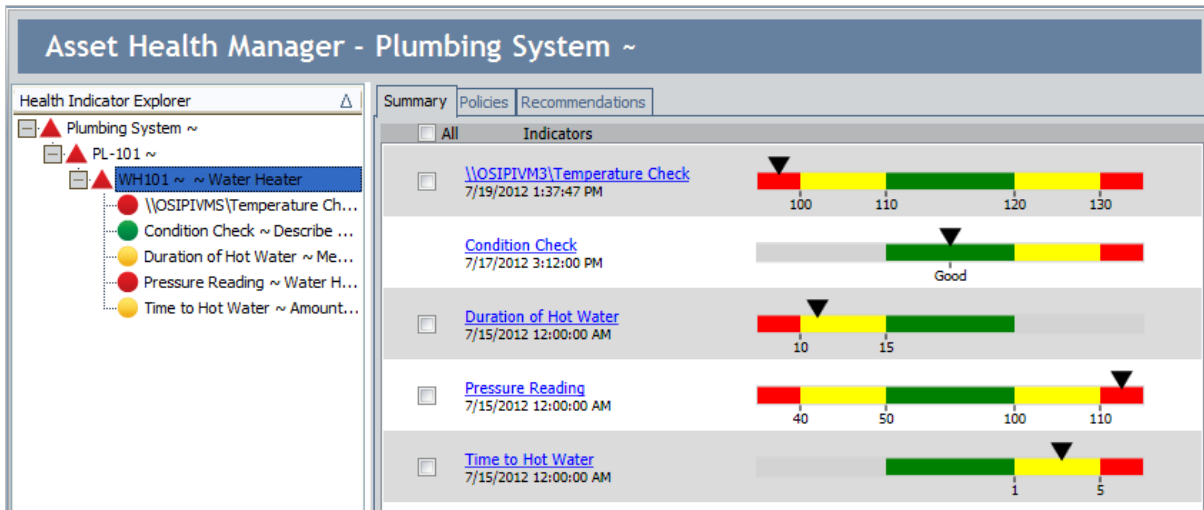 Asset Health Manager - Plumbing System ~
Health Indicator Explorer
Plumbing System ~
PL-101 ~
WH101 ~ ~ Water Heater
\\OSIPIVMS\Temperature Ch...
Condition Check ~ Describe ...
Duration of Hot Water ~ Me...
Pressure Reading ~ Water H...
Time to Hot Water ~ Amount...
Summary Policies Recommendations
All Indicators
\\OSIPIVM3\Temperature Check
7/19/2012 1:37:47 PM
100 110 120 130
Condition Check
7/17/2012 3:12:00 PM
Good
Duration of Hot Water
7/15/2012 12:00:00 AM
10 15
Pressure Reading
7/15/2012 12:00:00 AM
40 50 100 110
Time to Hot Water
7/15/2012 12:00:00 AM
1 5